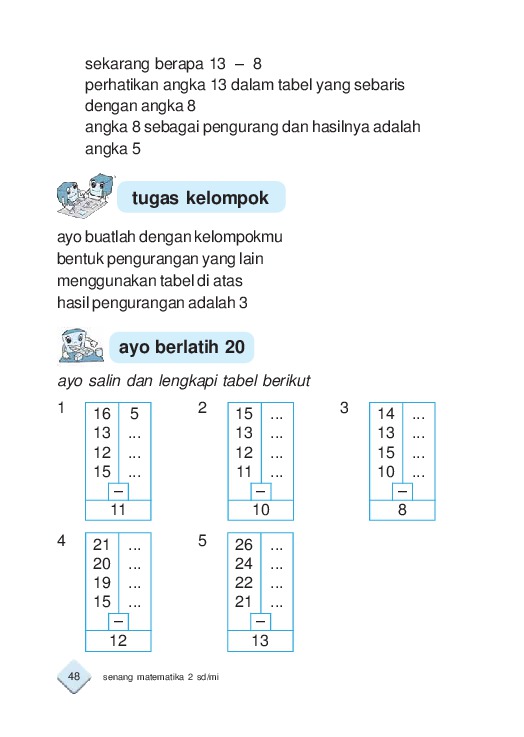 sekarang berapa 13 – 8
perhatikan angka 13 dalam tabel yang sebaris
dengan angka 8
angka 8 sebagai pengurang dan hasilnya adalah
angka 5
tugas kelompok
ayo buatlah dengan kelompokmu
bentuk pengurangan yang lain
menggunakan tabel di atas
hasil pengurangan adalah 3
ayo berlatih 20
ayo salin dan lengkapi tabel berikut
1
16 5
13 ...
12 ...
15 ...
–
11
2
15 ...
13 ...
12 ...
11 ...
–
10
3
14 ...
13 ...
15 ...
10 ...
–
8
4
21 ...
20 ...
19 ...
15 ...
–
12
5
26 ...
24 ...
22 ...
21 ...
–
13
48 senang matematika 2 sd/mi